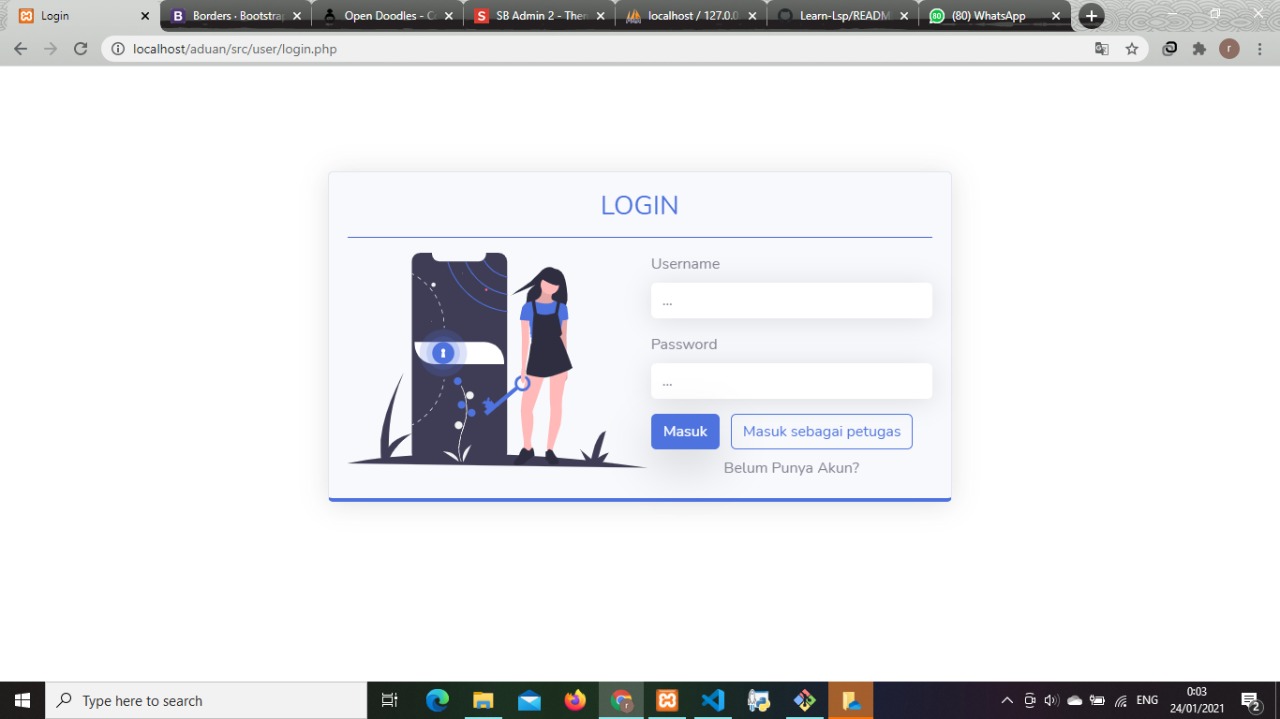 Login
Borders · Bootstrap
Open Doodles - C
SB Admin 2 - The
localhost / 127.0.0
Learn-Lsp/READM
(80) WhatsApp
localhost/aduan/src/user/login.php
r
LOGIN
Username
...
Password
...
Masuk
Masuk sebagai petugas
Belum Punya Akun?
Type here to search
ENG
0:03
24/01/2021
2